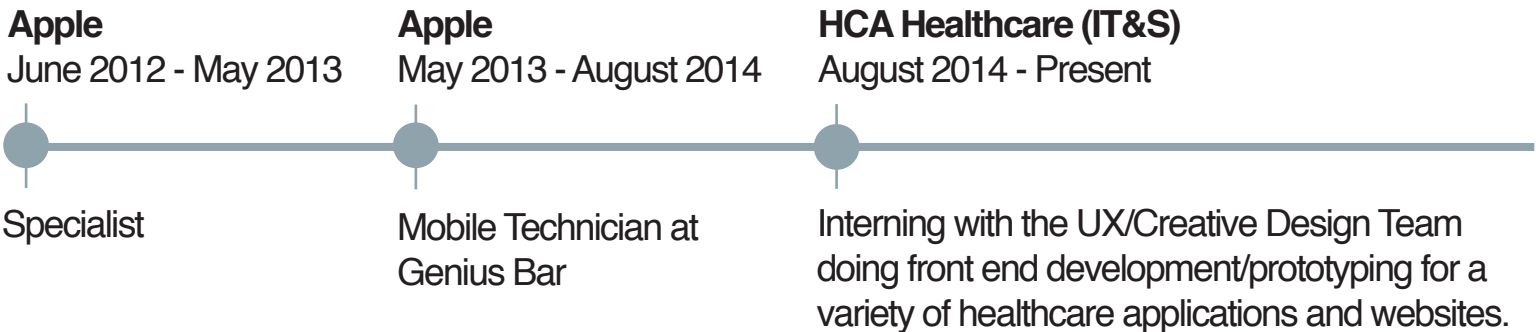 Apple
June 2012 - May 2013
Specialist
Apple
May 2013 - August 2014
Mobile Technician at
Genius Bar
HCA Healthcare (IT&S)
August 2014 - Present
Interning with the UX/Creative Design Team
doing front end development/prototyping for a
variety of healthcare applications and websites.